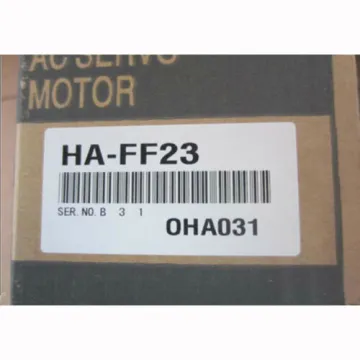 AC SERVO
MOTOR
HA-FF23
SER. NO. B 3 1
OHA031